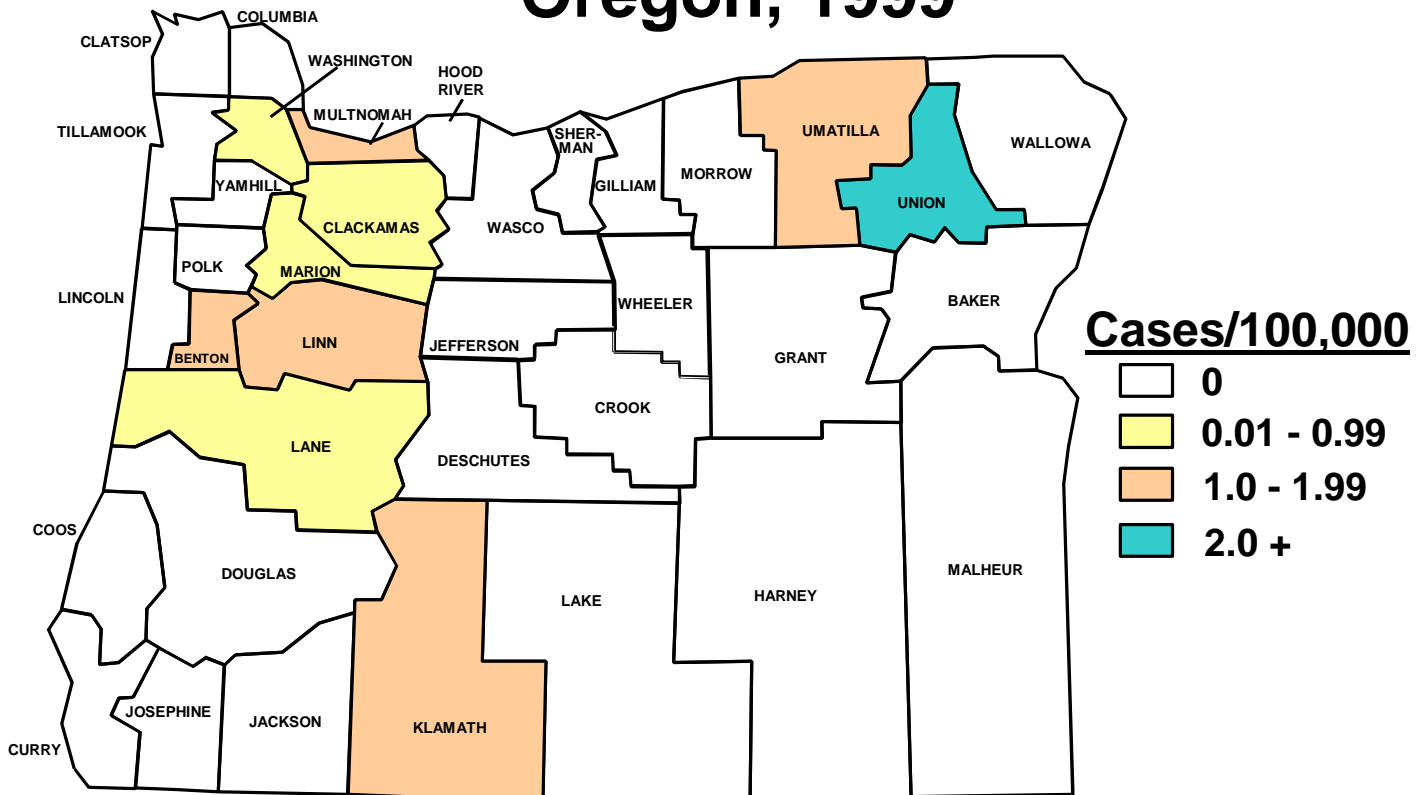 Oregon, 1999
COLUMBIA
CLATSOP
WASHINGTON
HOOD
RIVER
MULTNOMAH
TILLAMOOK
SHER-
MAN
UMATILLA
WALLOWA
MORROW
YAMHILL
GILLIAM
UNION
CLACKAMAS
WASCO
POLK
MARION
LINCOLN
WHEELER
BAKER
BENTON
LINN
JEFFERSON
GRANT
CROOK
LANE
DESCHUTES
COOS
DOUGLAS
LAKE
HARNEY
MALHEUR
JOSEPHINE
JACKSON
KLAMATH
CURRY
Cases/100,000
0
0.01 - 0.99
1.0 - 1.99
2.0 +